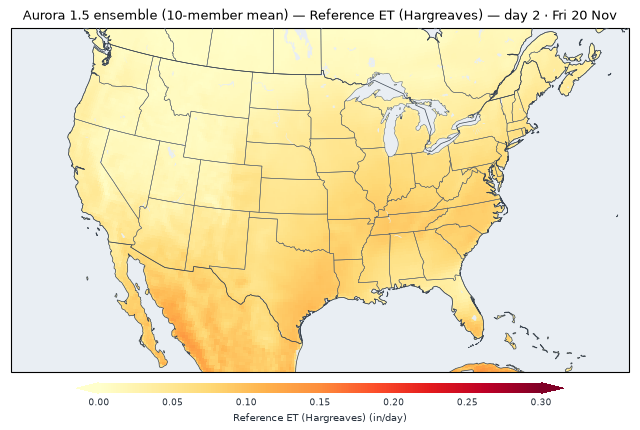 Aurora 1.5 ensemble (10-member mean) — Reference ET (Hargreaves) — day 2 · Fri 20 Nov
0.00 0.05 0.10 0.15 0.20 0.25 0.30
Reference ET (Hargreaves) (in/day)